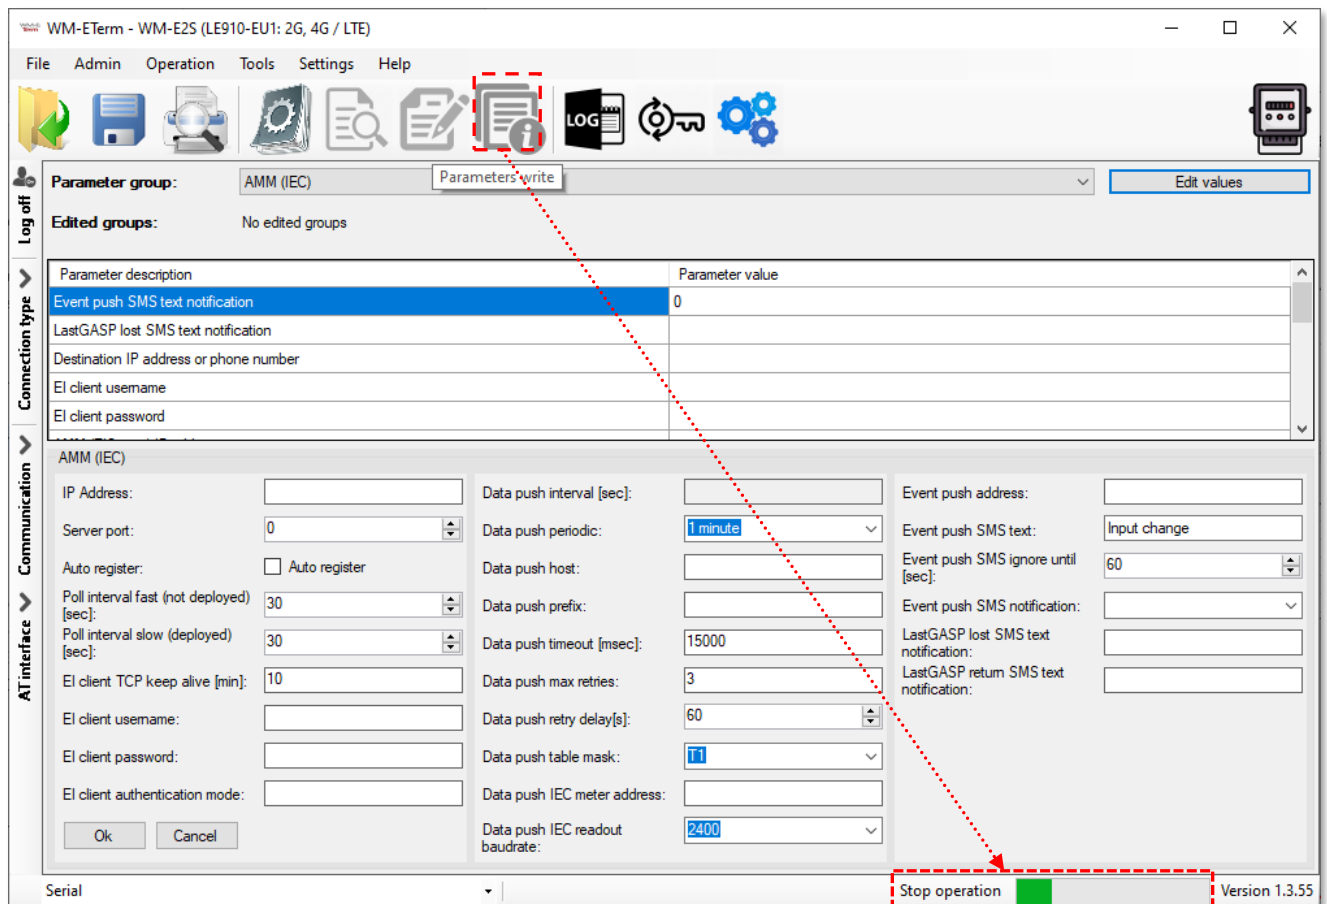 WM-ETerm - WM-E2S (LE910-EU1: 2G, 4G / LTE)
File Admin Operation Tools Settings Help
LOG
Parameters write
Log off
Connection type
Communication
AT interface
Parameter group: AMM (IEC) Edit values
Edited groups: No edited groups
Parameter description Parameter value
Event push SMS text notification 0
LastGASP lost SMS text notification
Destination IP address or phone number
EI client username
EI client password
AMM (IEC)
IP Address:
Server port: 0
Auto register: Auto register
Poll interval fast (not deployed)
[sec]: 30
Poll interval slow (deployed)
[sec]: 30
EI client TCP keep alive [min]: 10
EI client username:
EI client password:
EI client authentication mode:
Ok Cancel
Data push interval [sec]:
Data push periodic: 1 minute
Data push host:
Data push prefix:
Data push timeout [msec]: 15000
Data push max retries: 3
Data push retry delay[s]: 60
Data push table mask: T1
Data push IEC meter address:
Data push IEC readout
baudrate: 2400
Event push address:
Event push SMS text: Input change
Event push SMS ignore until
[sec]: 60
Event push SMS notification:
LastGASP lost SMS text
notification:
LastGASP return SMS text
notification:
Serial Stop operation Version 1.3.55